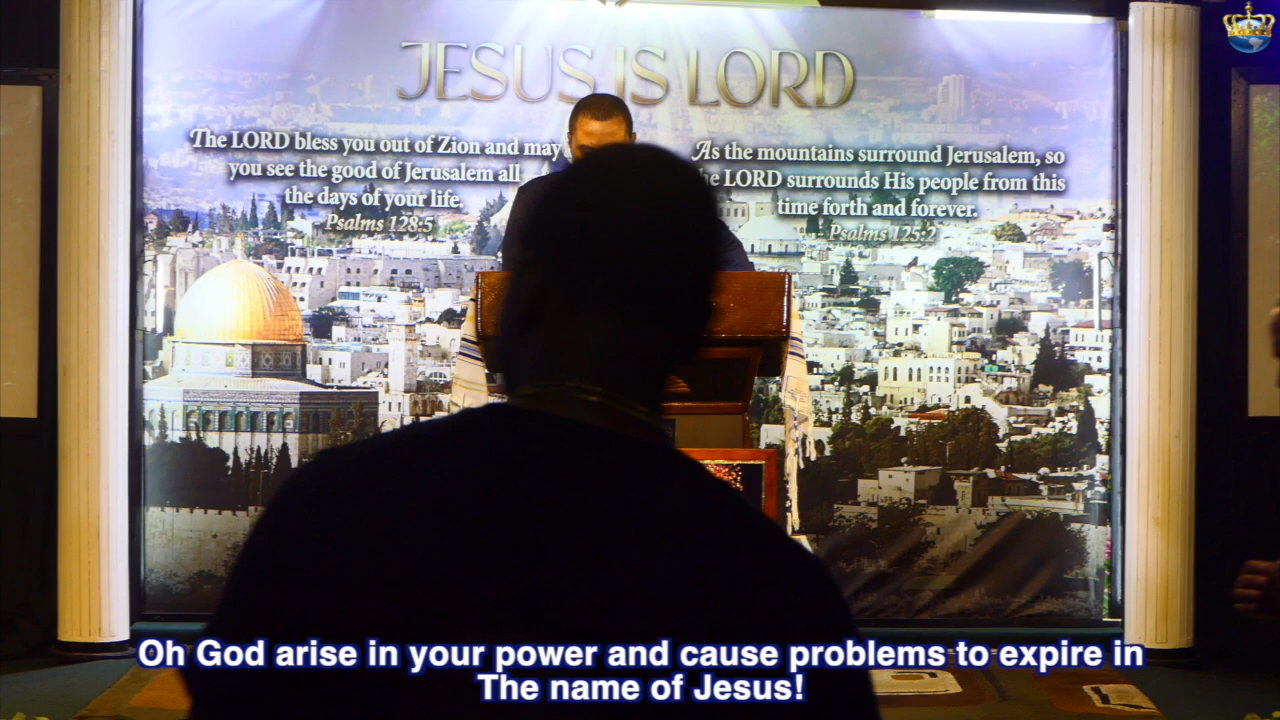 JESUS IS LORD
The LORD bless you out of Zion and may
you see the good of Jerusalem all
the days of your life.
Psalms 128:5
As the mountains surround Jerusalem, so
he LORD surrounds His people from this
time forth and forever.
Psalms 125:2
Oh God arise in your power and cause problems to expire in
The name of Jesus!